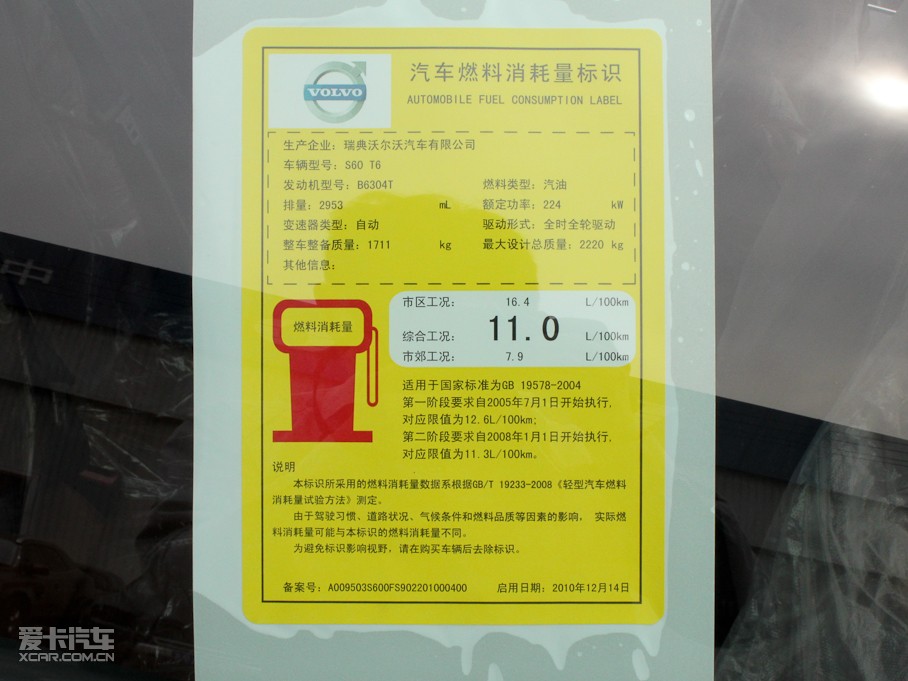 VOLVO
汽车燃料消耗量标识
AUTOMOBILE FUEL CONSUMPTION LABEL
生产企业: 瑞典沃尔沃汽车有限公司
车辆型号: S60 T6
发动机型号: B6304T 燃料类型: 汽油
排量: 2953 mL 额定功率: 224 kW
变速器类型: 自动 驱动形式: 全时全轮驱动
整车整备质量: 1711 kg 最大设计总质量: 2220 kg
其他信息:
燃料消耗量
市区工况: 16.4 L/100km
综合工况: 11.0 L/100km
市郊工况: 7.9 L/100km
适用于国家标准为GB 19578-2004
第一阶段要求自2005年7月1日开始执行,
对应限值为12.6L/100km;
第二阶段要求自2008年1月1日开始执行,
对应限值为11.3L/100km。
说明
本标识所采用的燃料消耗量数据系根据GB/T 19233-2008《轻型汽车燃料
消耗量试验方法》测定。
由于驾驶习惯、道路状况、气候条件和燃料品质等因素的影响, 实际燃
料消耗量可能与本标识的燃料消耗量不同。
为避免标识影响视野, 请在购买车辆后去除标识。
备案号: A009503S600FS902201000400 启用日期: 2010年12月14日
中
爱卡汽车
XCAR.COM.CN